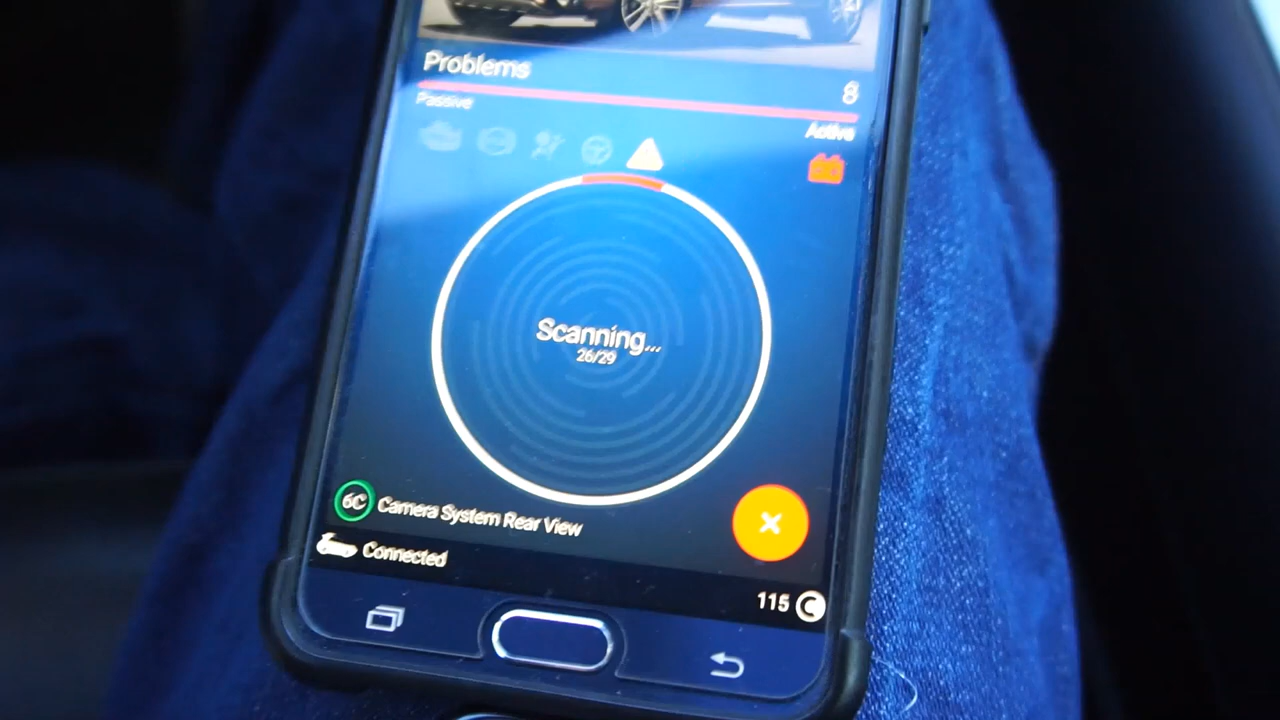 Problems
8
Passive
Active
Scanning...
26/29
6C Camera System Rear View
Connected
115